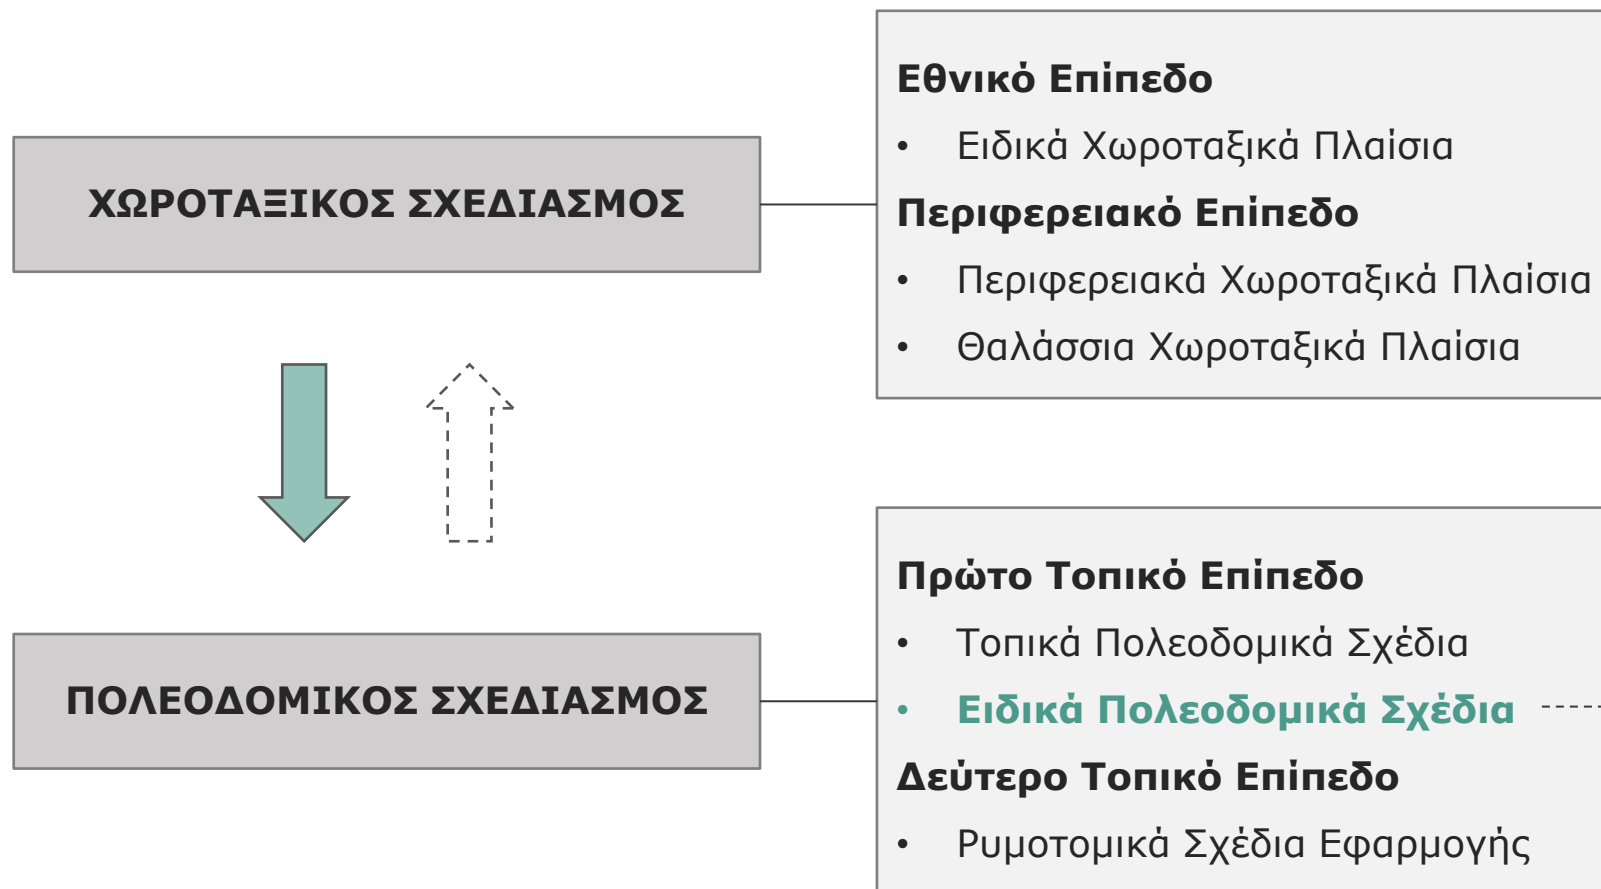 ΧΩΡΟΤΑΞΙΚΟΣ ΣΧΕΔΙΑΣΜΟΣ
Εθνικό Επίπεδο
• Ειδικά Χωροταξικά Πλαίσια
Περιφερειακό Επίπεδο
• Περιφερειακά Χωροταξικά Πλαίσια
• Θαλάσσια Χωροταξικά Πλαίσια
ΠΟΛΕΟΔΟΜΙΚΟΣ ΣΧΕΔΙΑΣΜΟΣ
Πρώτο Τοπικό Επίπεδο
• Τοπικά Πολεοδομικά Σχέδια
• Ειδικά Πολεοδομικά Σχέδια
Δεύτερο Τοπικό Επίπεδο
• Ρυμοτομικά Σχέδια Εφαρμογής